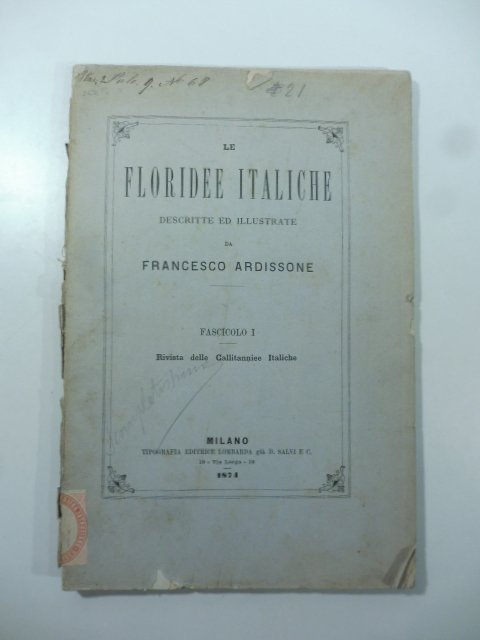 #21
LE
FLORIDEE ITALICHE
DESCRITTE ED ILLUSTRATE
DA
FRANCESCO ARDISSONE
FASCICOLO I
Rivista delle Callitanniee Italiche
MILANO
TIPOGRAFIA EDITRICE LOMBARDA già D. SALVI E C.
19 - Via Larga - 19
1874